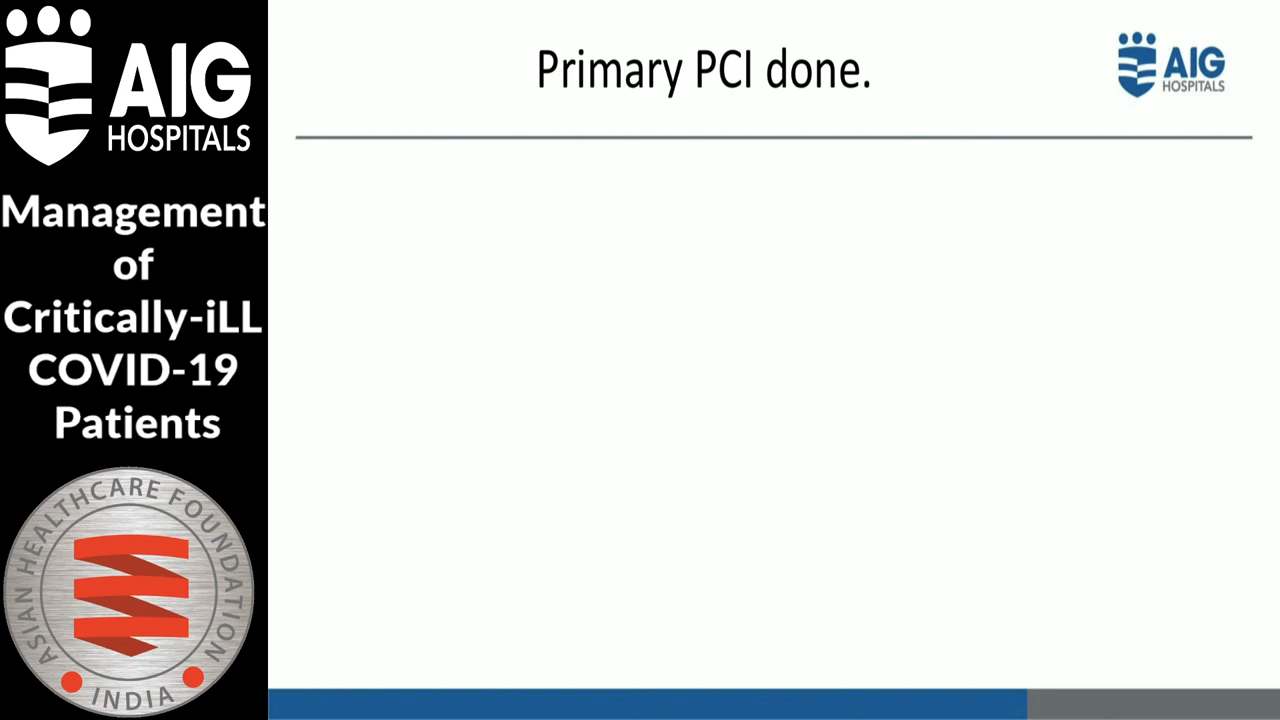 AIG
HOSPITALS
Management
of
Critically-iLL
COVID-19
Patients
ASIAN HEALTHCARE FOUNDATION
INDIA
Primary PCI done.
AIG
HOSPITALS